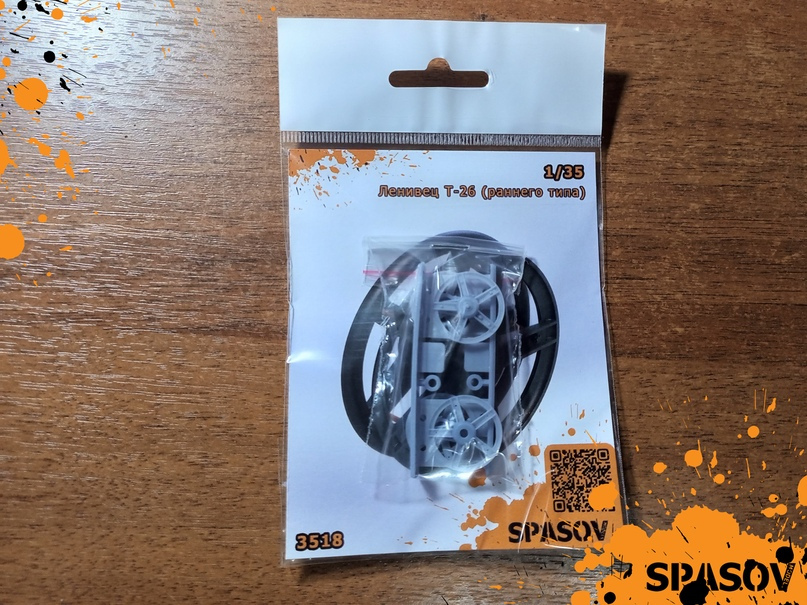 1/35
Ленивец Т-26 (раннего типа)
SPASOV
3518
SPASOV